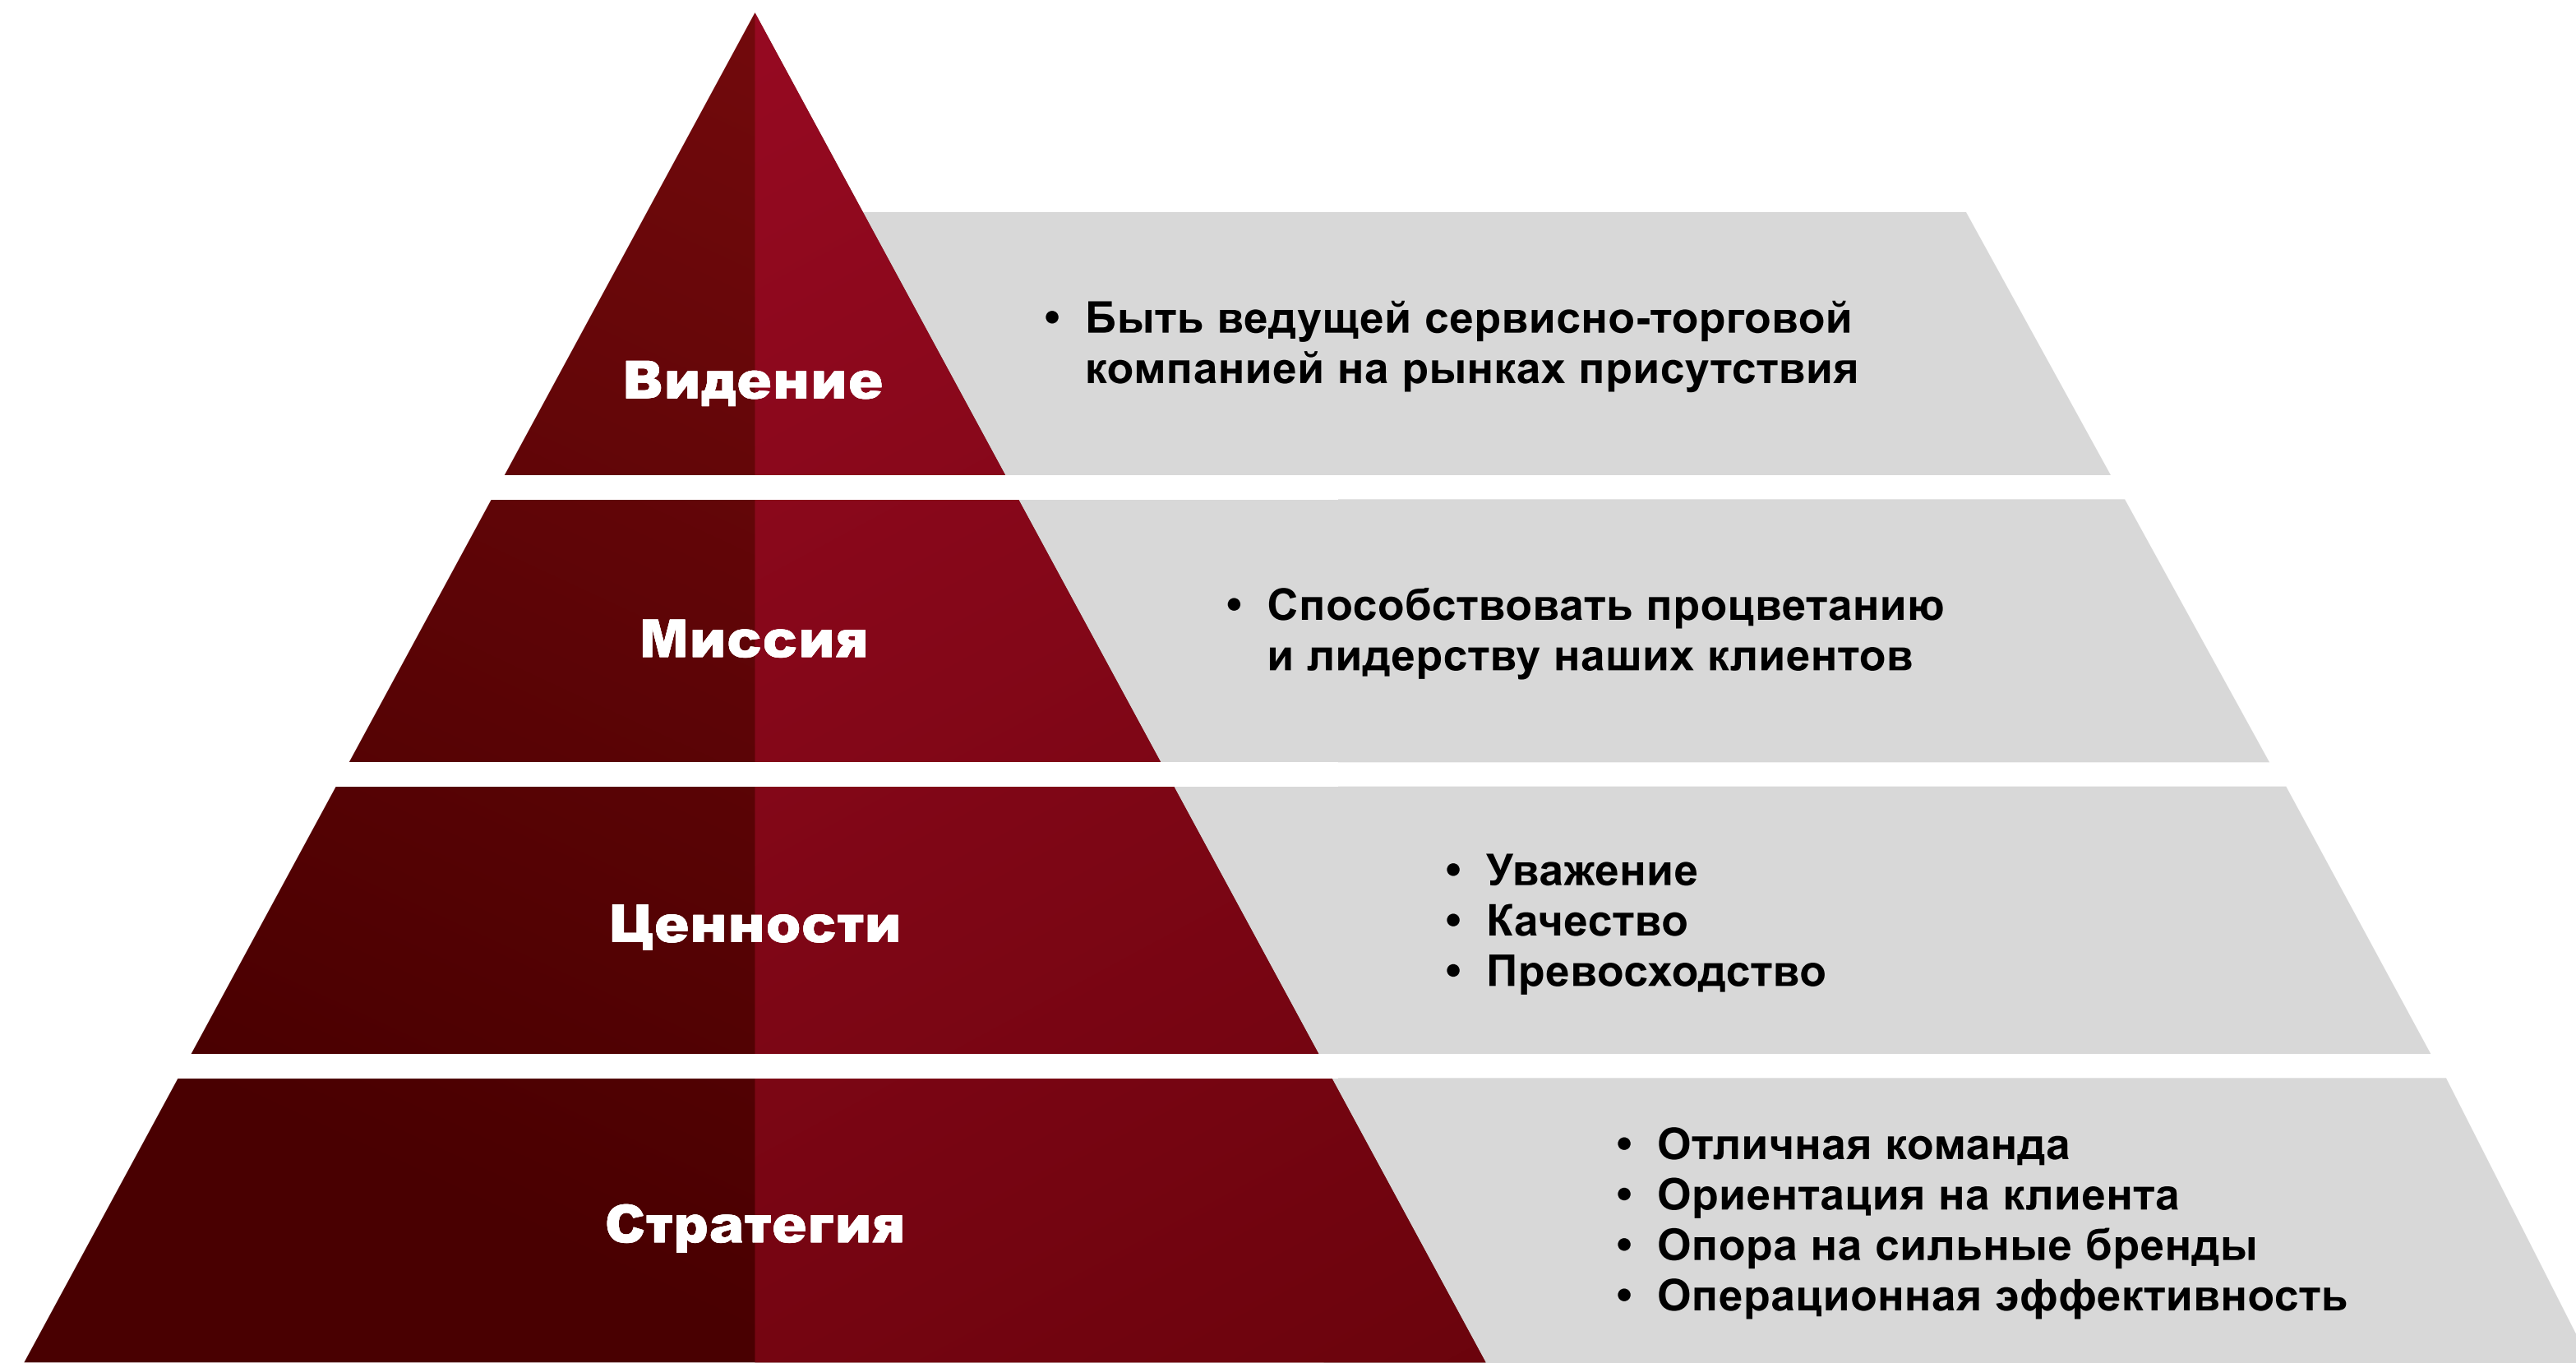 Видение
• Быть ведущей сервисно-торговой
компанией на рынках присутствия
Миссия
• Способствовать процветанию
и лидерству наших клиентов
Ценности
• Уважение
• Качество
• Превосходство
Стратегия
• Отличная команда
• Ориентация на клиента
• Опора на сильные бренды
• Операционная эффективность